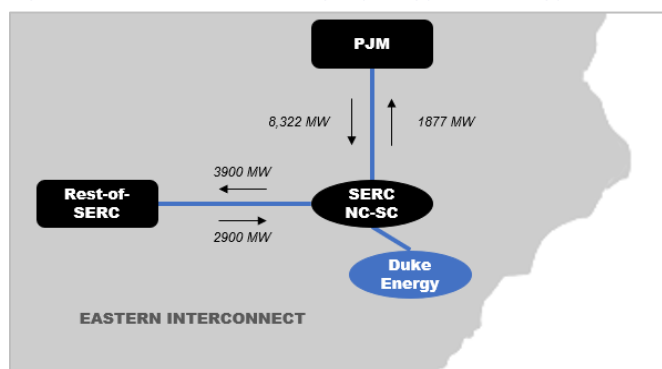 PJM
8,322 MW
1877 MW
3900 MW
Rest-of-
SERC
SERC
NC-SC
2900 MW
Duke
Energy
EASTERN INTERCONNECT